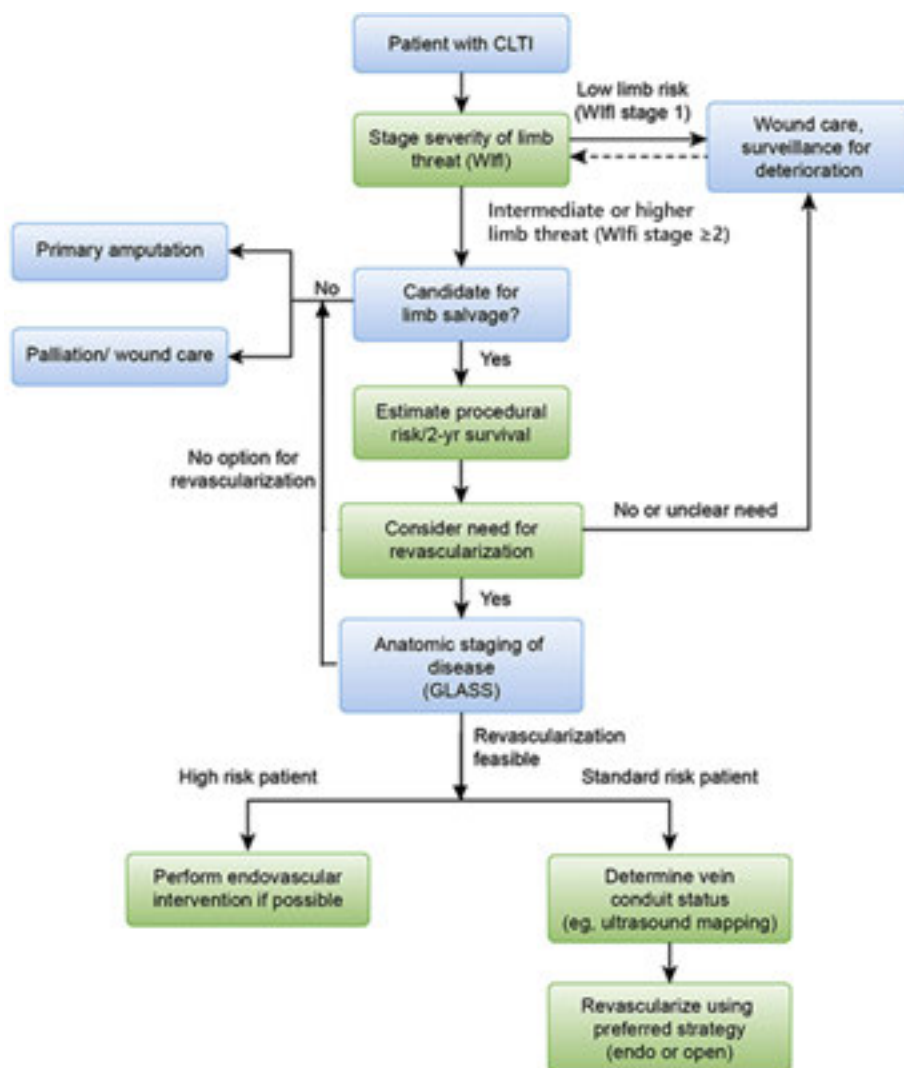 Patient with CLTI
Low limb risk
(WIfI stage 1)
Stage severity of limb
threat (WIfI)
Wound care,
surveillance for
deterioration
Intermediate or higher
limb threat (WIfi stage ≥2)
Primary amputation
No
Candidate for
limb salvage?
Palliation/ wound care
Yes
Estimate procedural
risk/2-yr survival
No option for
revascularization
No or unclear need
Consider need for
revascularization
Yes
Anatomic staging of
disease
(GLASS)
Revascularization
feasible
High risk patient
Standard risk patient
Perform endovascular
intervention if possible
Determine vein
conduit status
(eg, ultrasound mapping)
Revascularize using
preferred strategy
(endo or open)